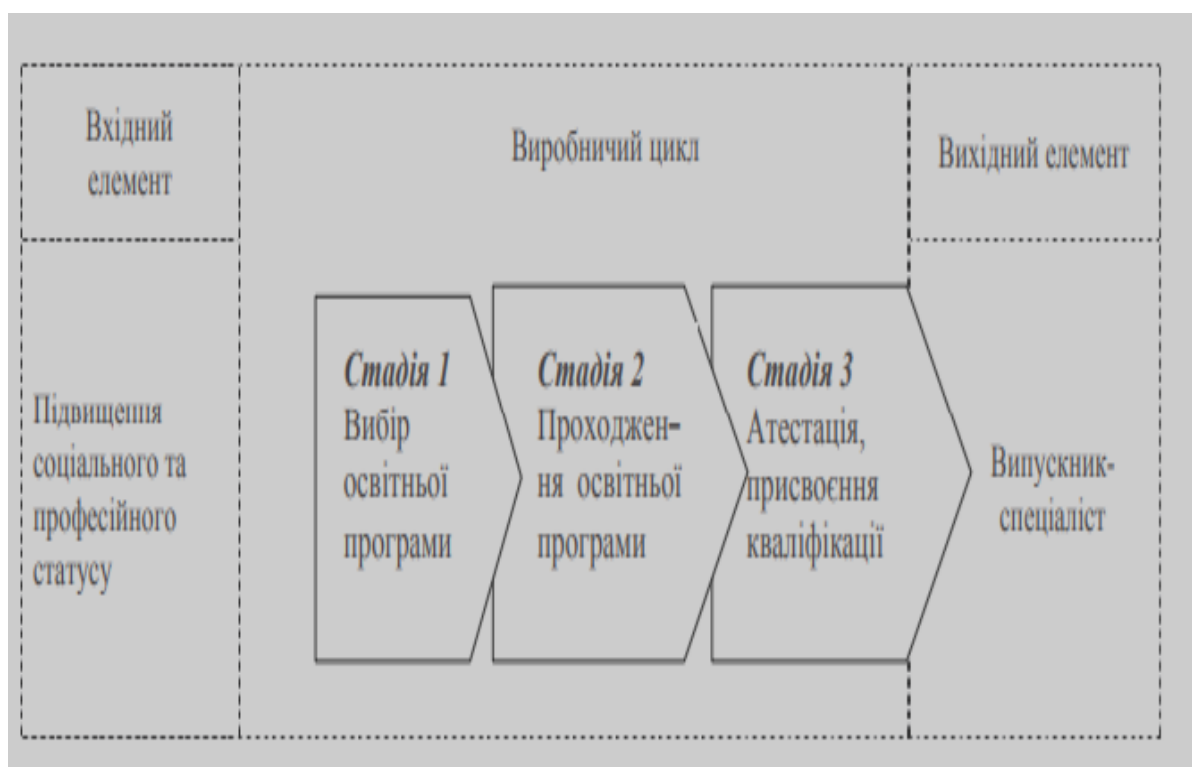 Вхідний
елемент
Виробничий цикл
Вихідний елемент
Підвищення
соціального та
професійного
статусу
Стадія 1
Вибір
освітньої
програми
Стадія 2
Проходжен–
ня освітньої
програми
Стадія 3
Атестація,
присвоєння
кваліфікації
Випускник-
спеціаліст